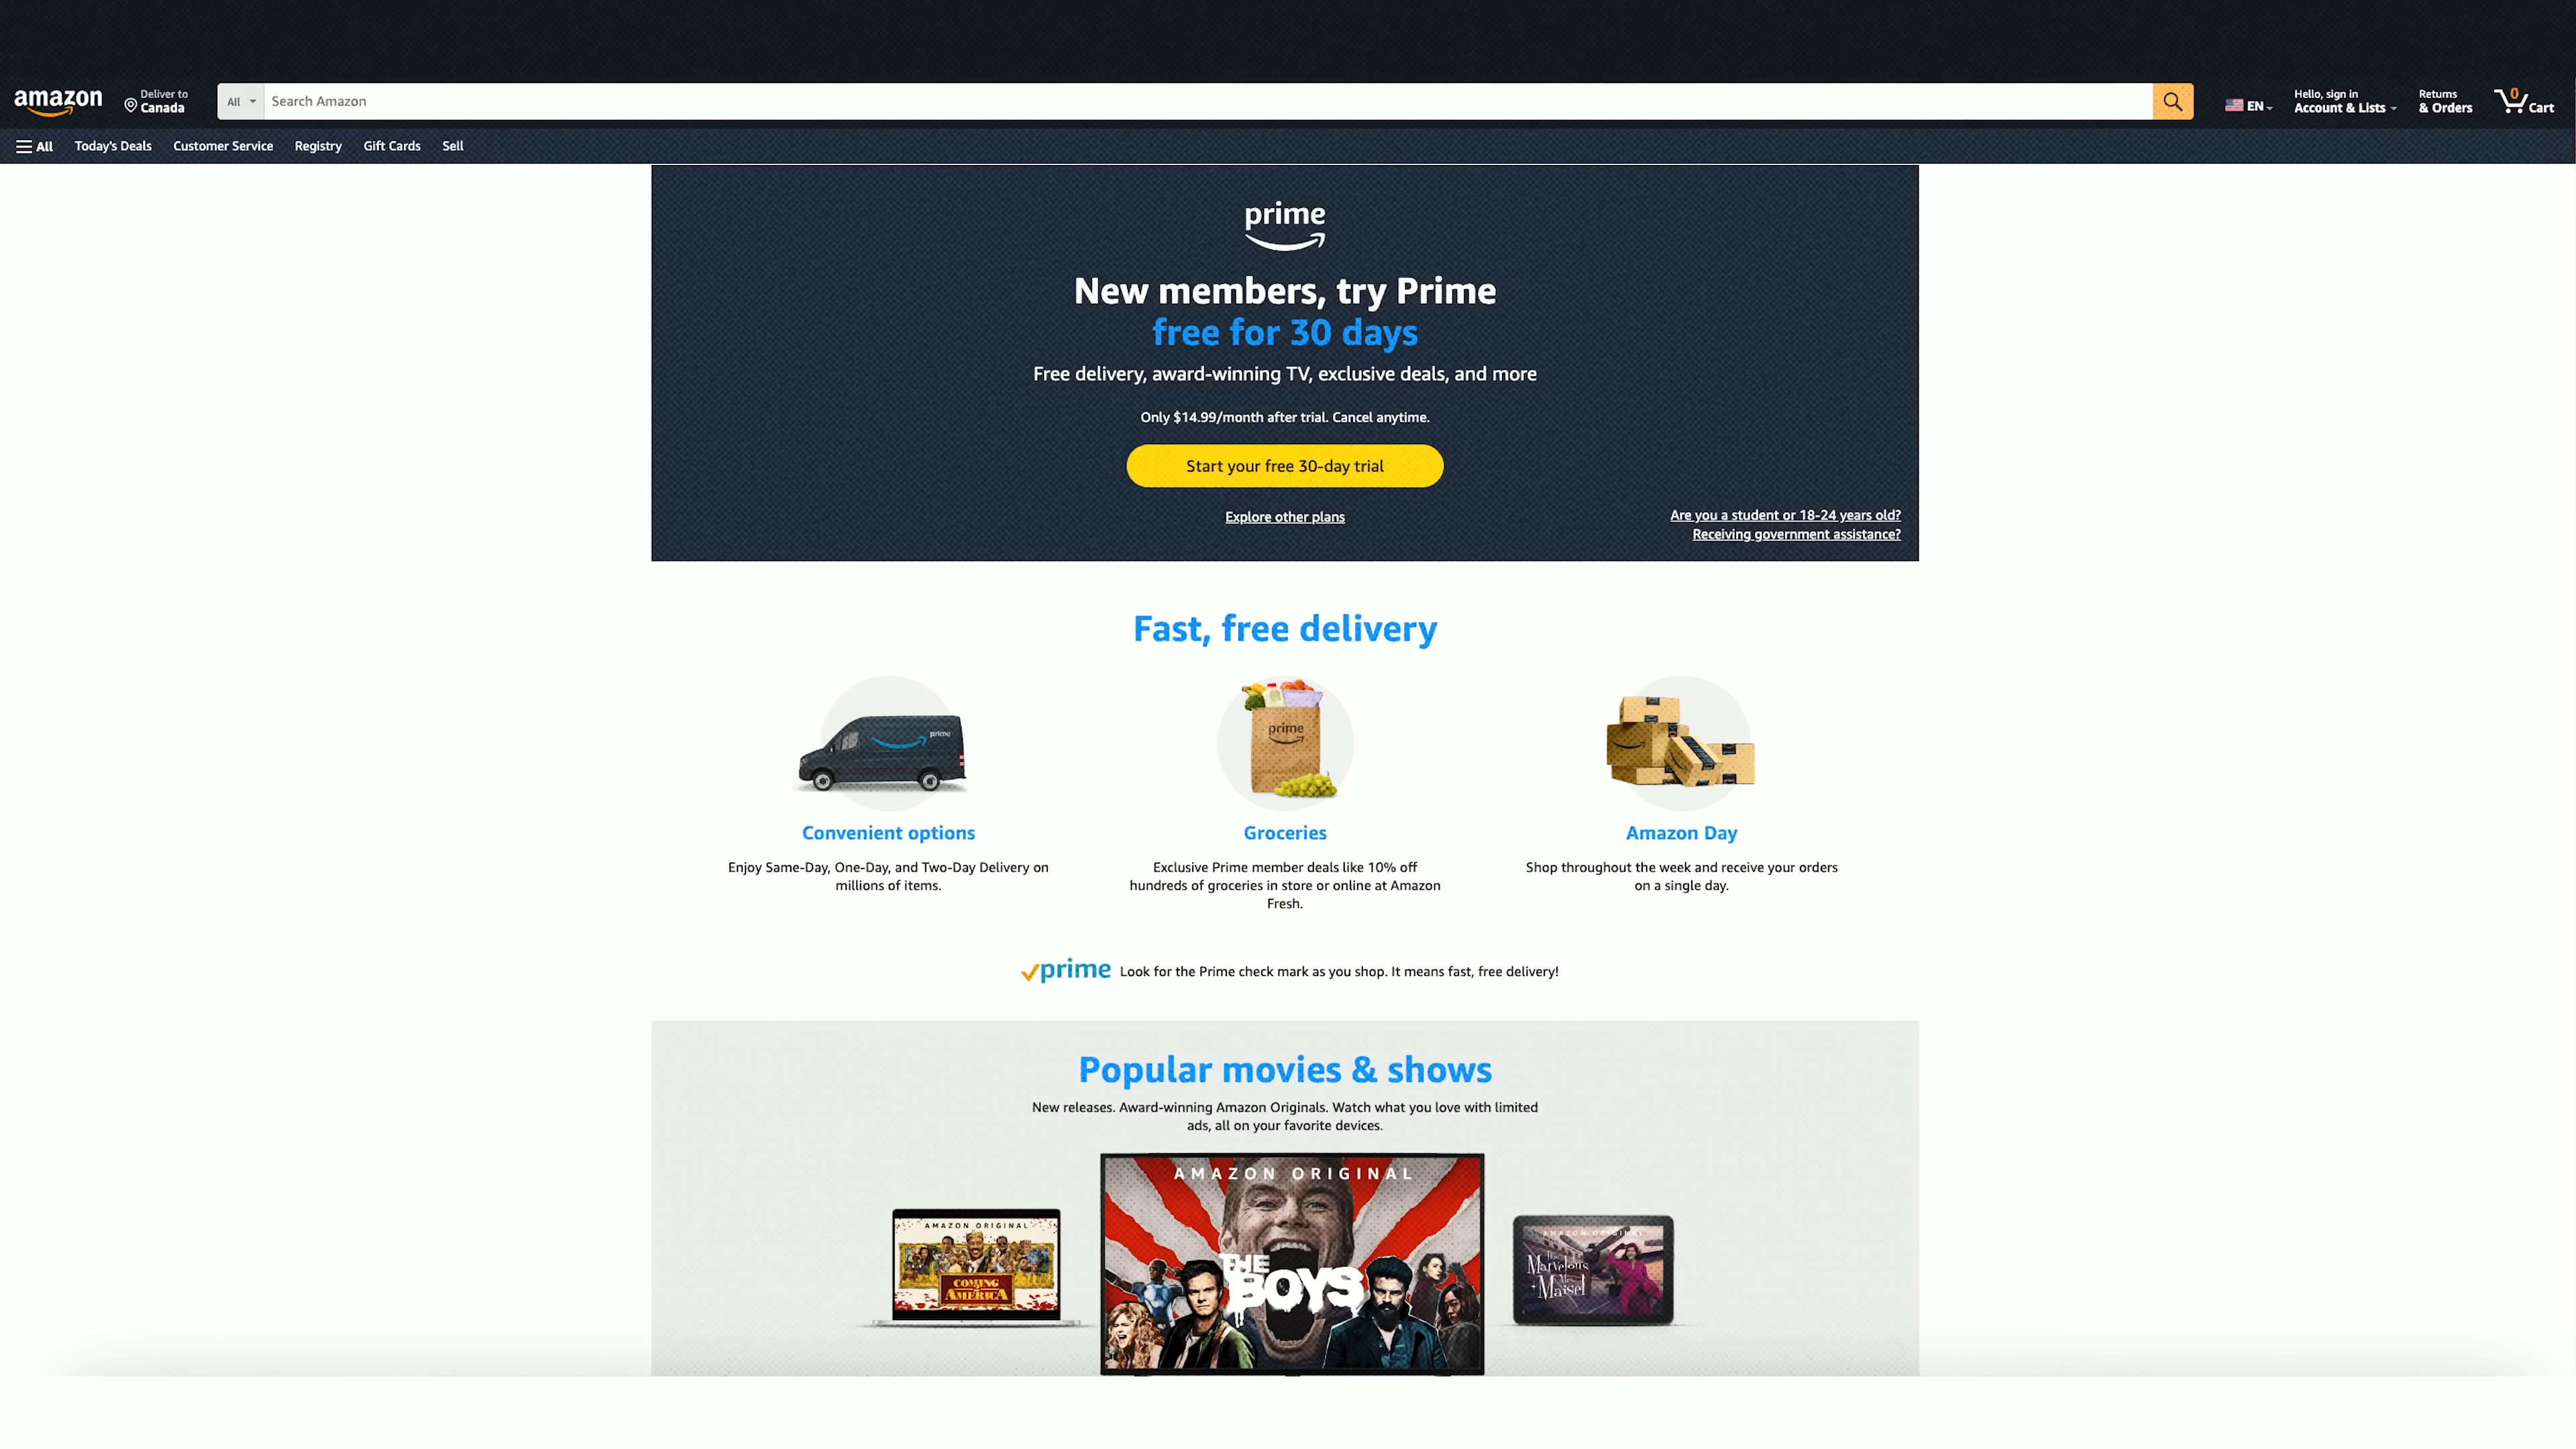 amazon
Deliver to
Canada
All
Search Amazon
EN
Hello, sign in
Account & Lists
Returns
& Orders
0
Cart
All
Today's Deals
Customer Service
Registry
Gift Cards
Sell
prime
New members, try Prime
free for 30 days
Free delivery, award-winning TV, exclusive deals, and more
Only $14.99/month after trial. Cancel anytime.
Start your free 30-day trial
Explore other plans
Are you a student or 18-24 years old?
Receiving government assistance?
Fast, free delivery
prime
prime
Convenient options
Groceries
Amazon Day
Enjoy Same-Day, One-Day, and Two-Day Delivery on
millions of items.
Exclusive Prime member deals like 10% off
hundreds of groceries in store or online at Amazon
Fresh.
Shop throughout the week and receive your orders
on a single day.
prime Look for the Prime check mark as you shop. It means fast, free delivery!
Popular movies & shows
New releases. Award-winning Amazon Originals. Watch what you love with limited
ads, all on your favorite devices.
AMAZON ORIGINAL
COMING
2
AMERICA
AMAZON ORIGINAL
THE
BOYS
AMAZON ORIGINAL
The
Marvelous
Mrs.
Maisel